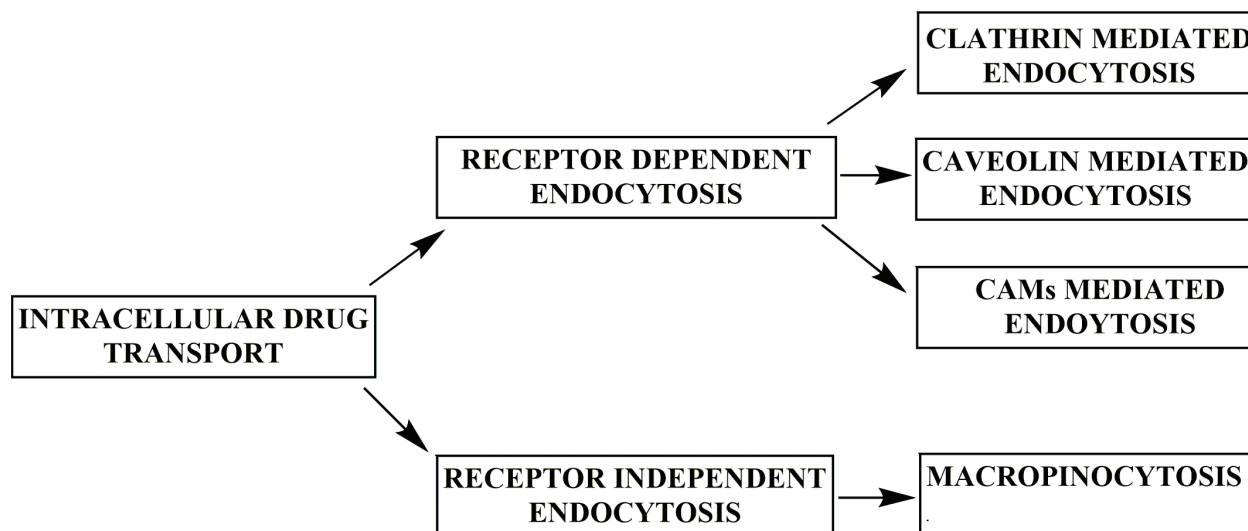 CLATHRIN MEDIATED
ENDOCYTOSIS
RECEPTOR DEPENDENT
ENDOCYTOSIS
CAVEOLIN MEDIATED
ENDOCYTOSIS
CAMs MEDIATED
ENDOYTOSIS
INTRACELLULAR DRUG
TRANSPORT
RECEPTOR INDEPENDENT
ENDOCYTOSIS
MACROPINOCYTOSIS
.